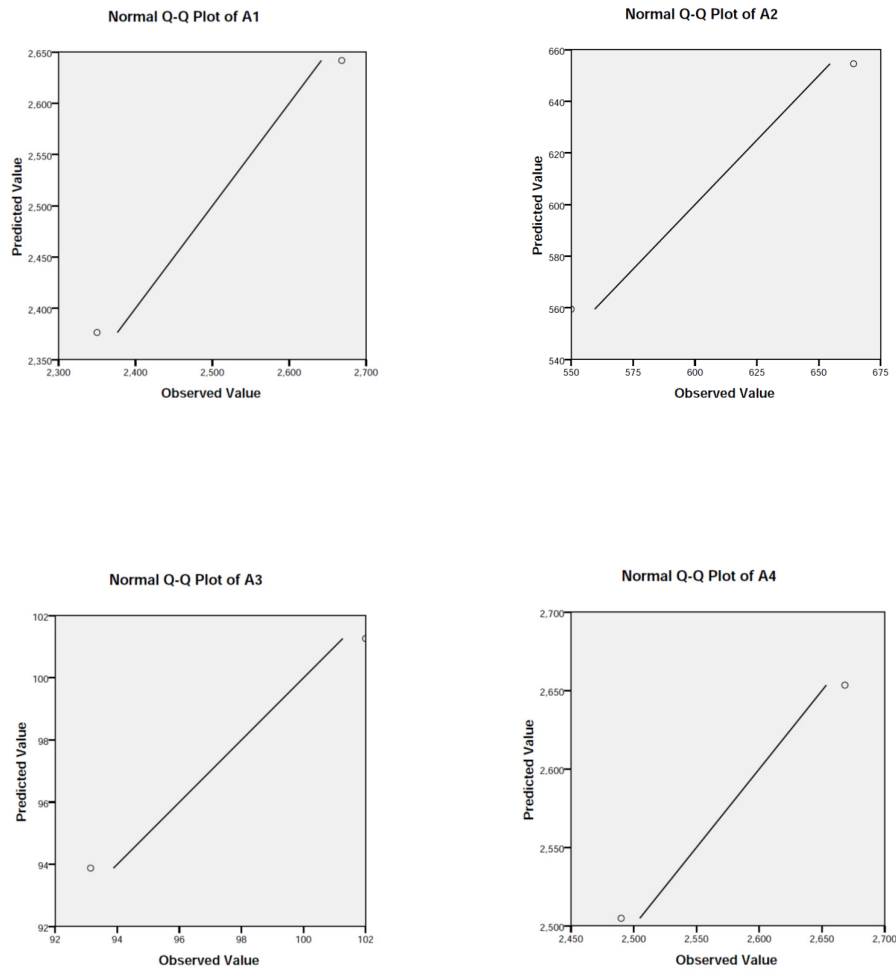 Normal Q-Q Plot of A1
2,650
2,600
2,550
2,500
2,450
2,400
2,350
Predicted Value
2,300 2,400 2,500 2,600 2,700
Observed Value
Normal Q-Q Plot of A2
660
640
620
600
580
560
540
Predicted Value
550 575 600 625 650 675
Observed Value
Normal Q-Q Plot of A3
102
100
98
96
94
92
Predicted Value
92 94 96 98 100 102
Observed Value
Normal Q-Q Plot of A4
2,700
2,650
2,600
2,550
2,500
Predicted Value
2,450 2,500 2,550 2,600 2,650 2,700
Observed Value